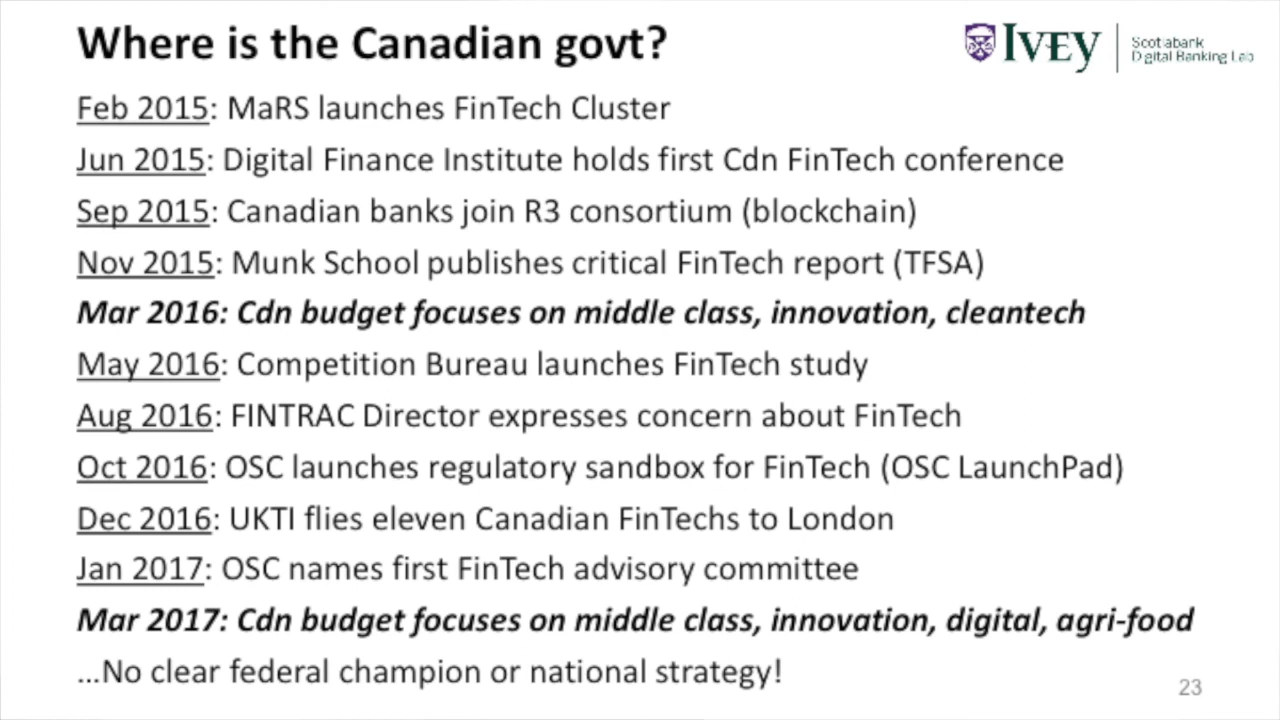 Where is the Canadian govt?
IVEY
Scotiabank
Digital Banking Lab
Feb 2015: MaRS launches FinTech Cluster
Jun 2015: Digital Finance Institute holds first Cdn FinTech conference
Sep 2015: Canadian banks join R3 consortium (blockchain)
Nov 2015: Munk School publishes critical FinTech report (TFSA)
Mar 2016: Cdn budget focuses on middle class, innovation, cleantech
May 2016: Competition Bureau launches FinTech study
Aug 2016: FINTRAC Director expresses concern about FinTech
Oct 2016: OSC launches regulatory sandbox for FinTech (OSC LaunchPad)
Dec 2016: UKTI flies eleven Canadian FinTechs to London
Jan 2017: OSC names first FinTech advisory committee
Mar 2017: Cdn budget focuses on middle class, innovation, digital, agri-food
...No clear federal champion or national strategy!
23